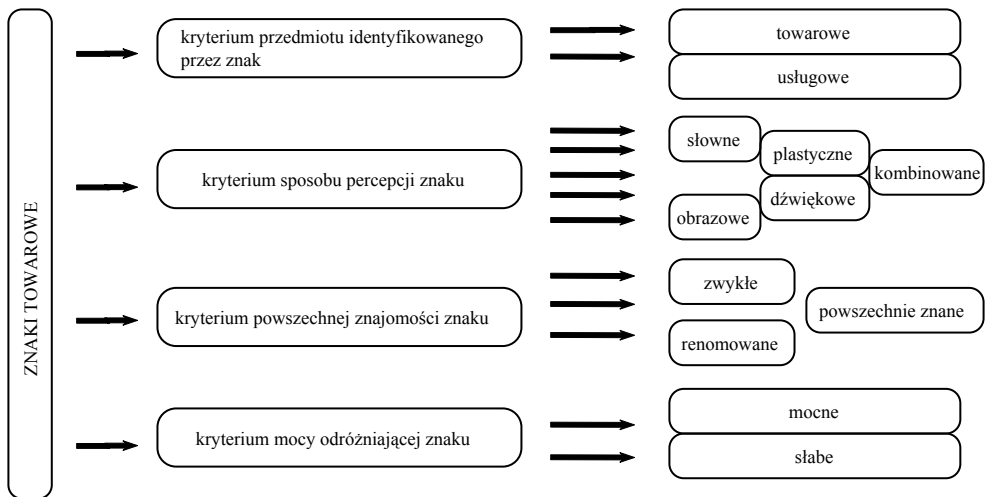 ZNAKI TOWAROWE
kryterium przedmiotu identyfikowanego
przez znak
towarowe
usługowe
kryterium sposobu percepcji znaku
słowne
plastyczne
kombinowane
dźwiękowe
obrazowe
kryterium powszechnej znajomości znaku
zwykłe
powszechnie znane
renomowane
kryterium mocy odróżniającej znaku
mocne
słabe